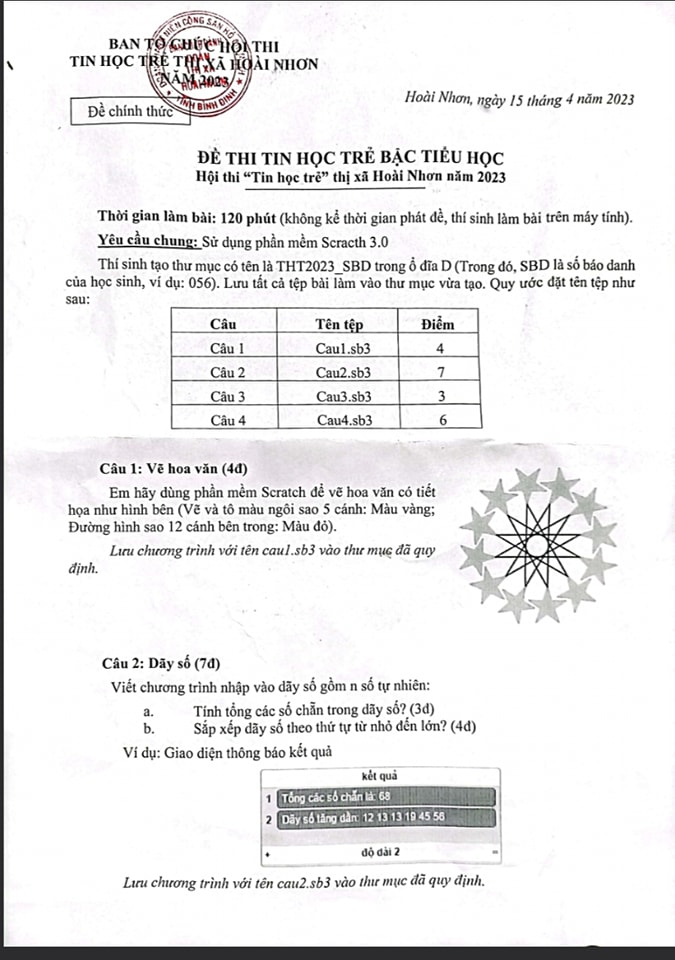 BAN TỔ CHỨC HỘI THI
TIN HỌC TRẺ THỊ XÃ HOÀI NHƠN
NĂM 2023
Đề chính thức
TỈNH BÌNH ĐỊNH
Hoài Nhơn, ngày 15 tháng 4 năm 2023
ĐỀ THI TIN HỌC TRẺ BẬC TIỂU HỌC
Hội thi “Tin học trẻ” thị xã Hoài Nhơn năm 2023
Thời gian làm bài: 120 phút (không kể thời gian phát đề, thí sinh làm bài trên máy tính).
Yêu cầu chung: Sử dụng phần mềm Scracth 3.0
Thí sinh tạo thư mục có tên là THT2023_SBD trong ổ đĩa D (Trong đó, SBD là số báo danh
của học sinh, ví dụ: 056). Lưu tất cả tệp bài làm vào thư mục vừa tạo. Quy ước đặt tên tệp như
sau:
Câu Tên tệp Điểm
Câu 1 Cau1.sb3 4
Câu 2 Cau2.sb3 7
Câu 3 Cau3.sb3 3
Câu 4 Cau4.sb3 6
Câu 1: Vẽ hoa văn (4đ)
Em hãy dùng phần mềm Scratch để vẽ hoa văn có tiết
họa như hình bên (Vẽ và tô màu ngôi sao 5 cánh: Màu vàng;
Đường hình sao 12 cánh bên trong: Màu đỏ).
Lưu chương trình với tên cau1.sb3 vào thư mục đã quy
định.
Câu 2: Dãy số (7đ)
Viết chương trình nhập vào dãy số gồm n số tự nhiên:
a. Tính tổng các số chẵn trong dãy số? (3đ)
b. Sắp xếp dãy số theo thứ tự từ nhỏ đến lớn? (4đ)
Ví dụ: Giao diện thông báo kết quả
kết quả
1 Tổng các số chẵn là: 68
2 Dãy số tăng dần: 12 13 13 19 45 56
+ độ dài 2 =
Lưu chương trình với tên cau2.sb3 vào thư mục đã quy định.